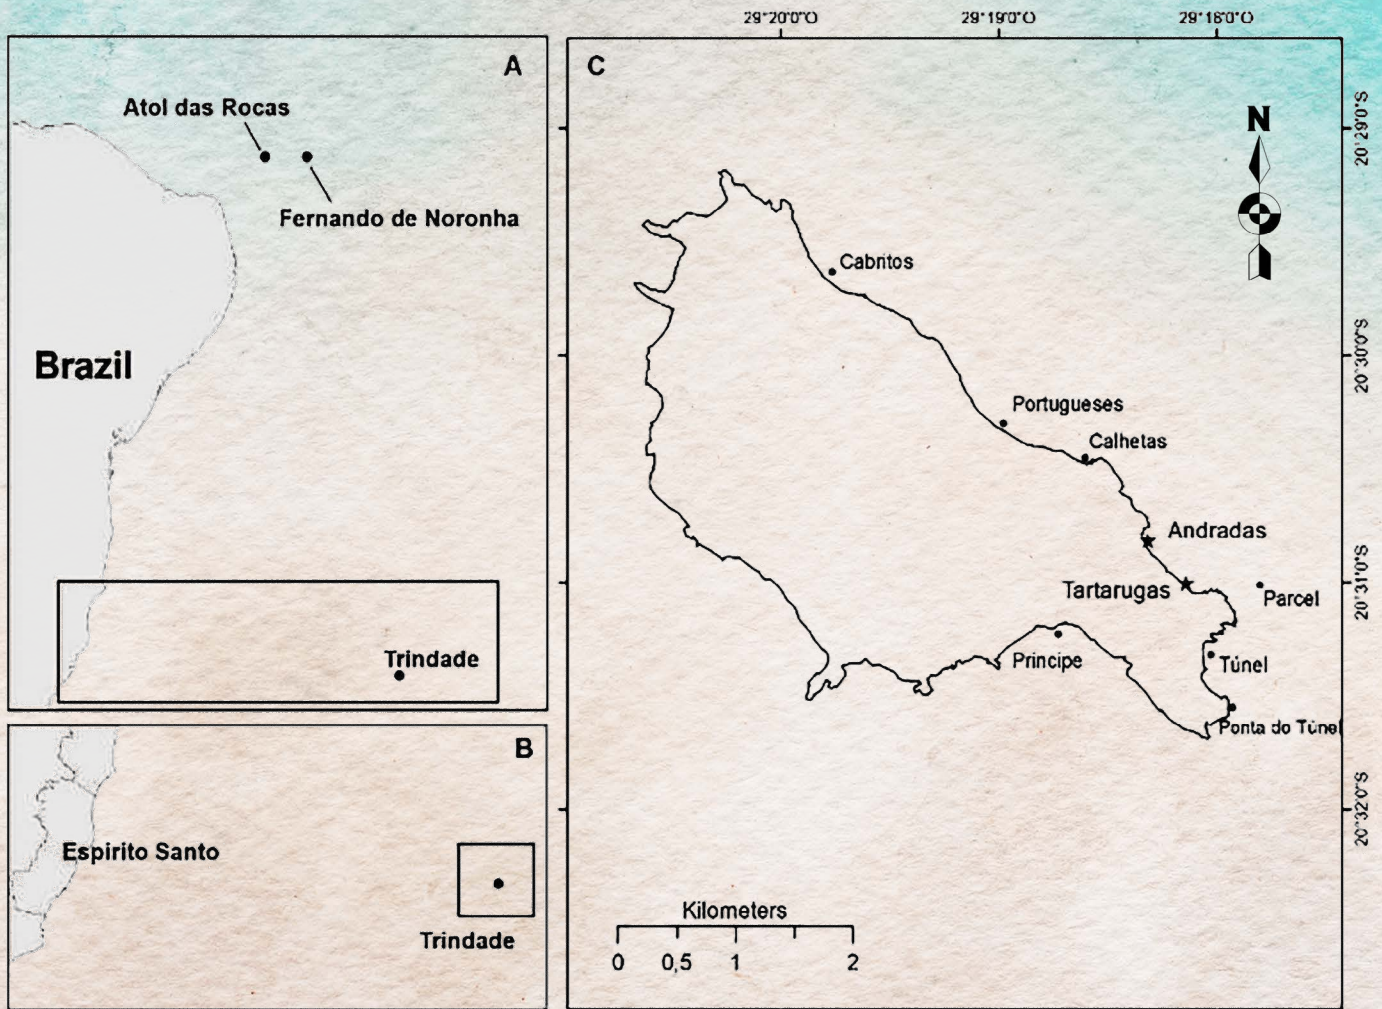 A
Atol das Rocas
Fernando de Noronha
Brazil
Trindade
B
Espirito Santo
Trindade
C
29°20'0"O
29°19'0"O
29°18'0"O
N
20°29'0"S
20°30'0"S
20°31'0"S
20°32'0"S
Cabritos
Portugueses
Calhetas
Andradas
Tartarugas
Parcel
Principe
Túnel
Ponta do Túnel
Kilometers
0 0,5 1 2